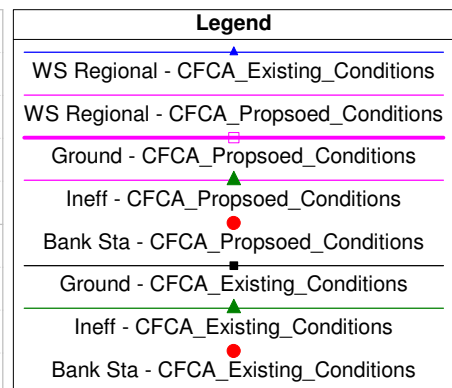 Legend
WS Regional - CFCA_Existing_Conditions
WS Regional - CFCA_Propsoed_Conditions
Ground - CFCA_Propsoed_Conditions
Ineff - CFCA_Propsoed_Conditions
Bank Sta - CFCA_Propsoed_Conditions
Ground - CFCA_Existing_Conditions
Ineff - CFCA_Existing_Conditions
Bank Sta - CFCA_Existing_Conditions